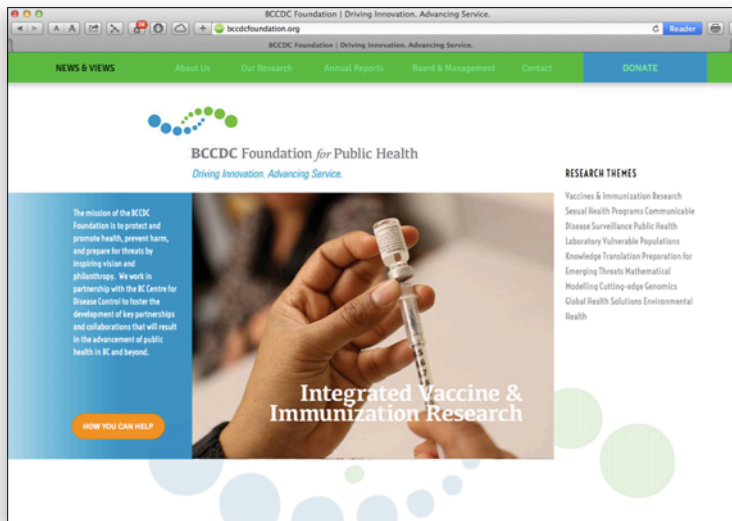 BCCDC Foundation | Driving Innovation. Advancing Service.
A A
bccdcfoundation.org
Reader
BCCDC Foundation | Driving Innovation. Advancing Service.
NEWS & VIEWS About Us Our Research Annual Reports Board & Management Contact DONATE
BCCDC Foundation for Public Health
Driving Innovation. Advancing Service.
The mission of the BCCDC
Foundation is to protect and
promote health, prevent harm,
and prepare for threats by
inspiring vision and
philanthropy. We work in
partnership with the BC Centre for
Disease Control to foster the
development of key partnerships
and collaborations that will result
in the advancement of public
health in BC and beyond.
HOW YOU CAN HELP
Integrated Vaccine &
Immunization Research
RESEARCH THEMES
Vaccines & Immunization Research
Sexual Health Programs Communicable
Disease Surveillance Public Health
Laboratory Vulnerable Populations
Knowledge Translation Preparation for
Emerging Threats Mathematical
Modelling Cutting-edge Genomics
Global Health Solutions Environmental
Health